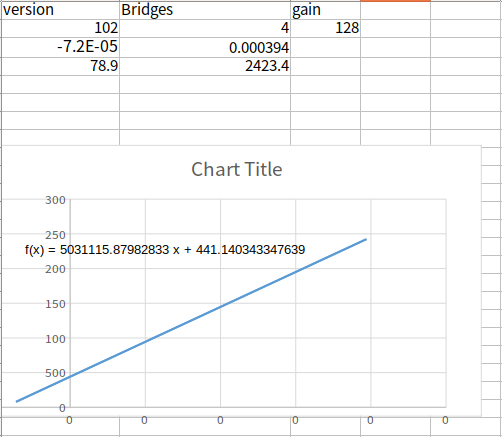 version Bridges gain
102 4 128
-7.2E-05 0.000394
78.9 2423.4
Chart Title
300
250
f(x) = 5031115.87982833 x + 441.140343347639
200
150
100
500
0
0 0 0 0 0 0